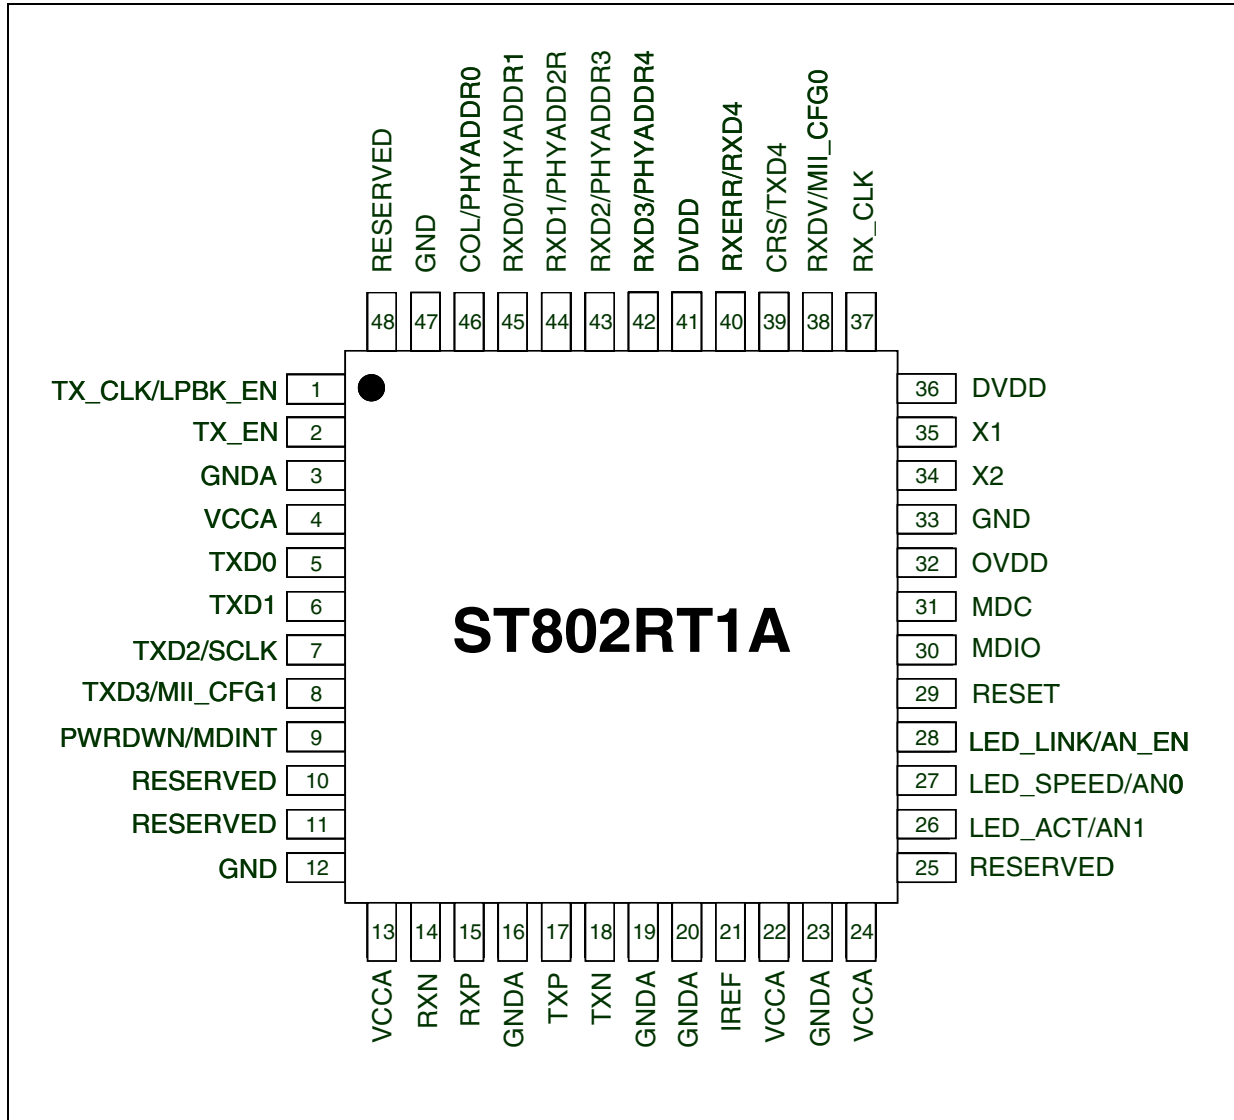 RESERVED
GND
COL/PHYADDR0
RXD0/PHYADDR1
RXD1/PHYADD2R
RXD2/PHYADDR3
RXD3/PHYADDR4
DVDD
RXERR/RXD4
CRS/TXD4
RXDV/MII_CFG0
RX_CLK
48 47 46 45 44 43 42 41 40 39 38 37
TX_CLK/LPBK_EN 1
TX_EN 2
GNDA 3
VCCA 4
TXD0 5
TXD1 6
TXD2/SCLK 7
TXD3/MII_CFG1 8
PWRDWN/MDINT 9
RESERVED 10
RESERVED 11
GND 12
ST802RT1A
36 DVDD
35 X1
34 X2
33 GND
32 OVDD
31 MDC
30 MDIO
29 RESET
28 LED_LINK/AN_EN
27 LED_SPEED/AN0
26 LED_ACT/AN1
25 RESERVED
13 14 15 16 17 18 19 20 21 22 23 24
VCCA
RXN
RXP
GNDA
TXP
TXN
GNDA
GNDA
IREF
VCCA
GNDA
VCCA